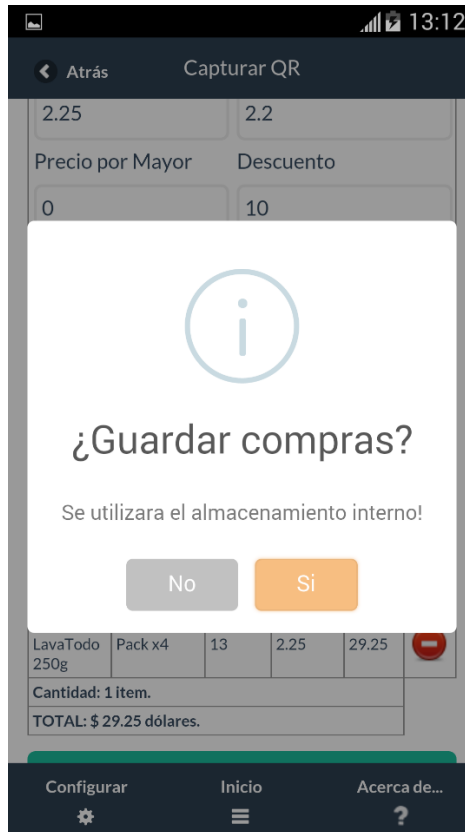 13:12
Atrás Capturar QR
2.25 2.2
Precio por Mayor Descuento
0 10
¿Guardar compras?
Se utilizara el almacenamiento interno!
No Si
LavaTodo 250g Pack x4 13 2.25 29.25
Cantidad: 1 item.
TOTAL: $ 29.25 dólares.
Configurar Inicio Acerca de...